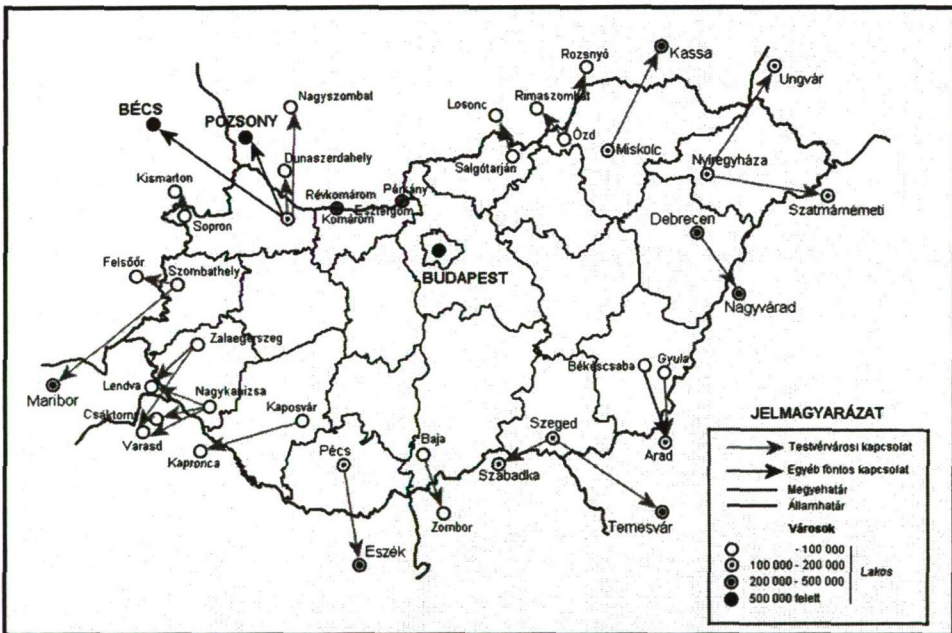 Rozsnyó
Kassa
Ungvár
Nagyszombat
BÉCS
POZSONY
Losonc
Rimaszombat
Ózd
Miskolc
Salgótarján
Nyíregyháza
Dunaszerdahely
Kismarton
Révkomárom
Párkány
Komárom
Esztergom
Sopron
Szatmárnémeti
Debrecen
Felsőőr
Szombathely
BUDAPEST
Nagyvárad
Zalaegerszeg
Békéscsaba
Gyula
Lendva
Maribor
Nagykanizsa
Csáktorny
Kaposvár
Varasd
Kapronca
Pécs
Baja
Szeged
Szabadka
Arad
Zombor
Temesvár
Eszék
JELMAGYARÁZAT
Testvérvárosi kapcsolat
Egyéb fontos kapcsolat
Megyehatár
Államhatár
Városok
- 100 000
100 000 - 200 000
200 000 - 500 000
500 000 felett
Lakos